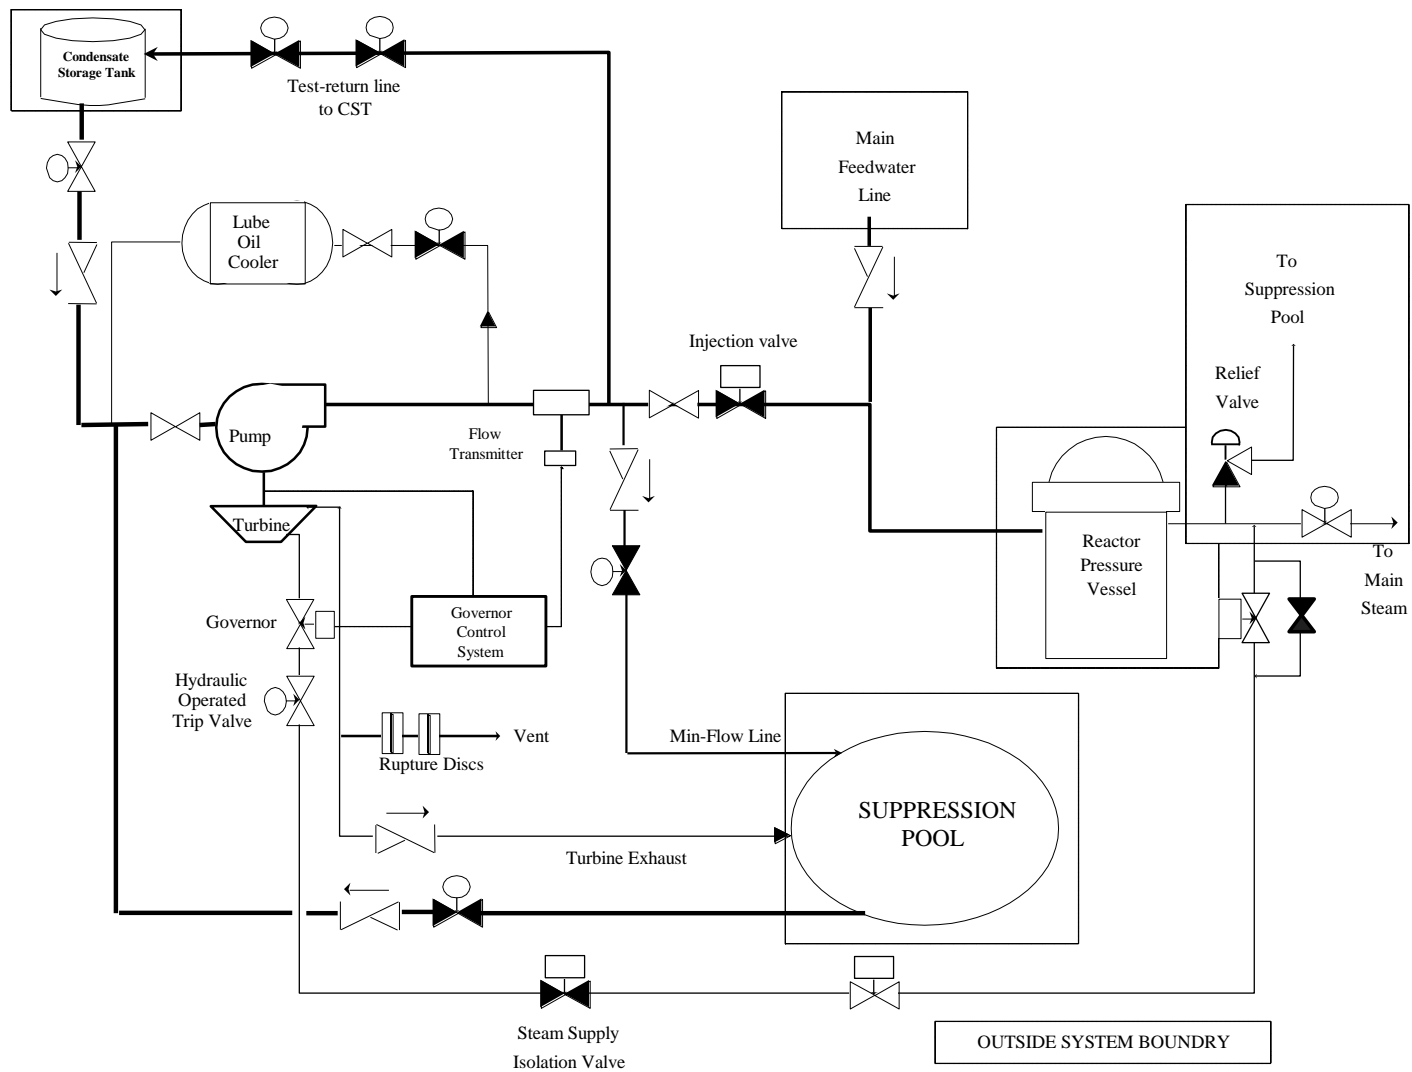 Condensate
Storage Tank
Test-return line
to CST
Main
Feedwater
Line
Lube
Oil
Cooler
To
Suppression
Pool
Injection valve
Relief
Valve
Pump
Flow
Transmitter
Turbine
Reactor
Pressure
Vessel
To
Main
Steam
Governor
Governor
Control
System
Hydraulic
Operated
Trip Valve
Vent
Rupture Discs
Min-Flow Line
SUPPRESSION
POOL
Turbine Exhaust
Steam Supply
Isolation Valve
OUTSIDE SYSTEM BOUNDRY